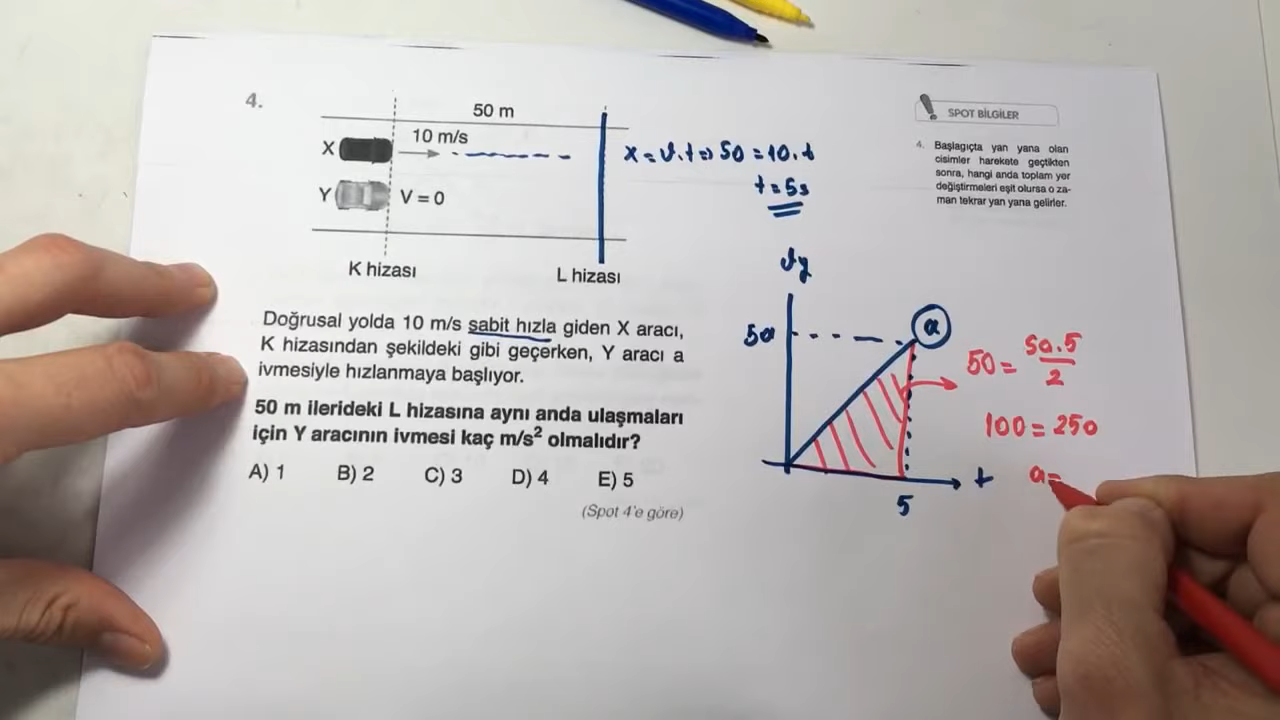 4.
50 m
X
10 m/s
Y
V = 0
K hizası
L hizası
x = v.t => 50 = 10.t
t = 5s
Doğrusal yolda 10 m/s sabit hızla giden X aracı,
K hizasından şekildeki gibi geçerken, Y aracı a
ivmesiyle hızlanmaya başlıyor.
50 m ilerideki L hizasına aynı anda ulaşmaları
için Y aracının ivmesi kaç m/s² olmalıdır?
A) 1 B) 2 C) 3 D) 4 E) 5
(Spot 4'e göre)
SPOT BİLGİLER
4. Başlagıçta yan yana olan
cisimler harekete geçtikten
sonra, hangi anda toplam yer
değiştirmeleri eşit olursa o za-
man tekrar yan yana gelirler.
vy
5a
a
t
5
50 = 5a.5/2
100 = 25a
a=